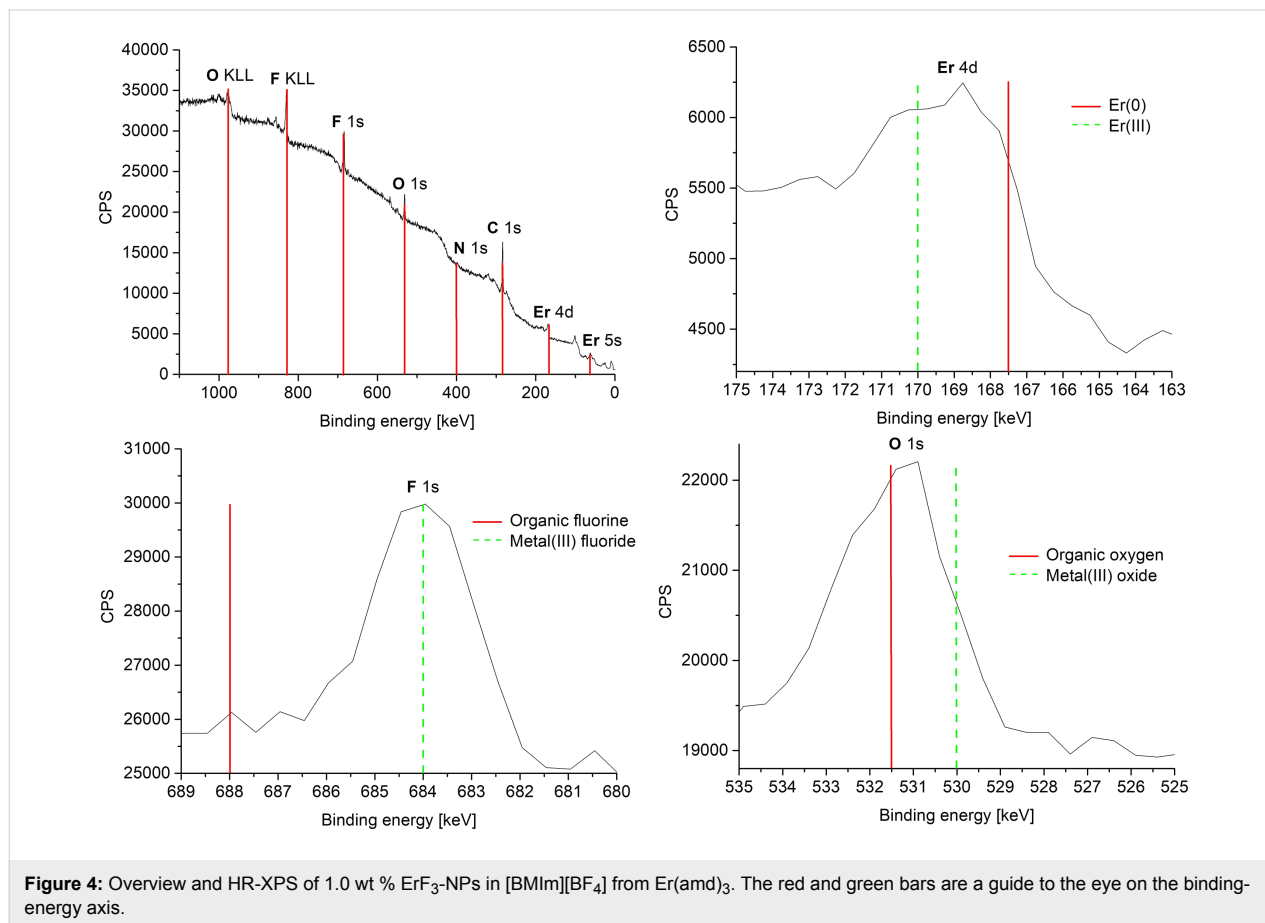 40000
35000
30000
25000
20000
15000
10000
5000
0
CPS
O KLL
F KLL
F 1s
O 1s
N 1s
C 1s
Er 4d
Er 5s
1000 800 600 400 200 0
Binding energy [keV]
6500
6000
5500
5000
4500
CPS
Er 4d
Er(0)
Er(III)
175 174 173 172 171 170 169 168 167 166 165 164 163
Binding energy [keV]
31000
30000
29000
28000
27000
26000
25000
CPS
F 1s
Organic fluorine
Metal(III) fluoride
689 688 687 686 685 684 683 682 681 680
Binding energy [keV]
22000
21000
20000
19000
CPS
O 1s
Organic oxygen
Metal(III) oxide
535 534 533 532 531 530 529 528 527 526 525
Binding energy [keV]
Figure 4: Overview and HR-XPS of 1.0 wt % ErF₃-NPs in [BMIm][BF₄] from Er(amd)₃. The red and green bars are a guide to the eye on the binding-
energy axis.